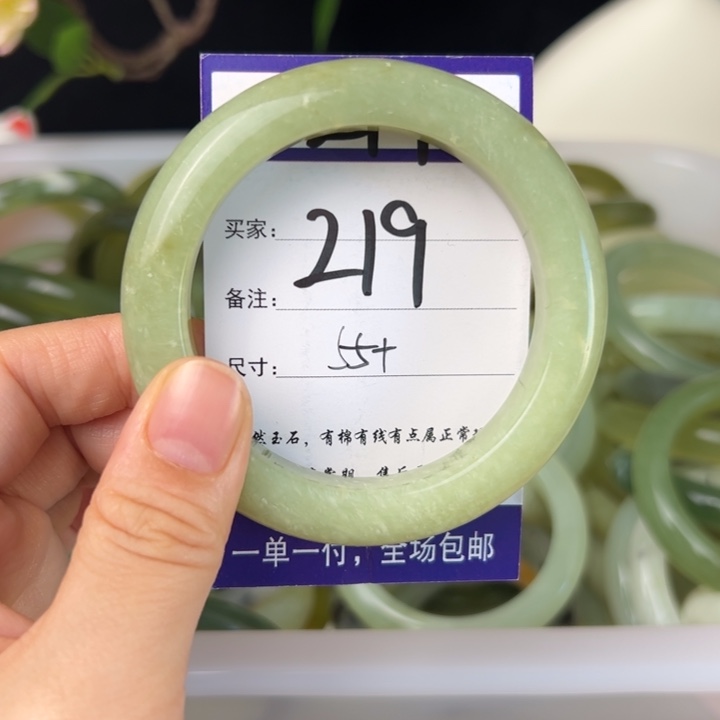 买家: 219
备注:
尺寸: 55+
然玉石，有棉有线有点属正常
一单一付，全场包邮